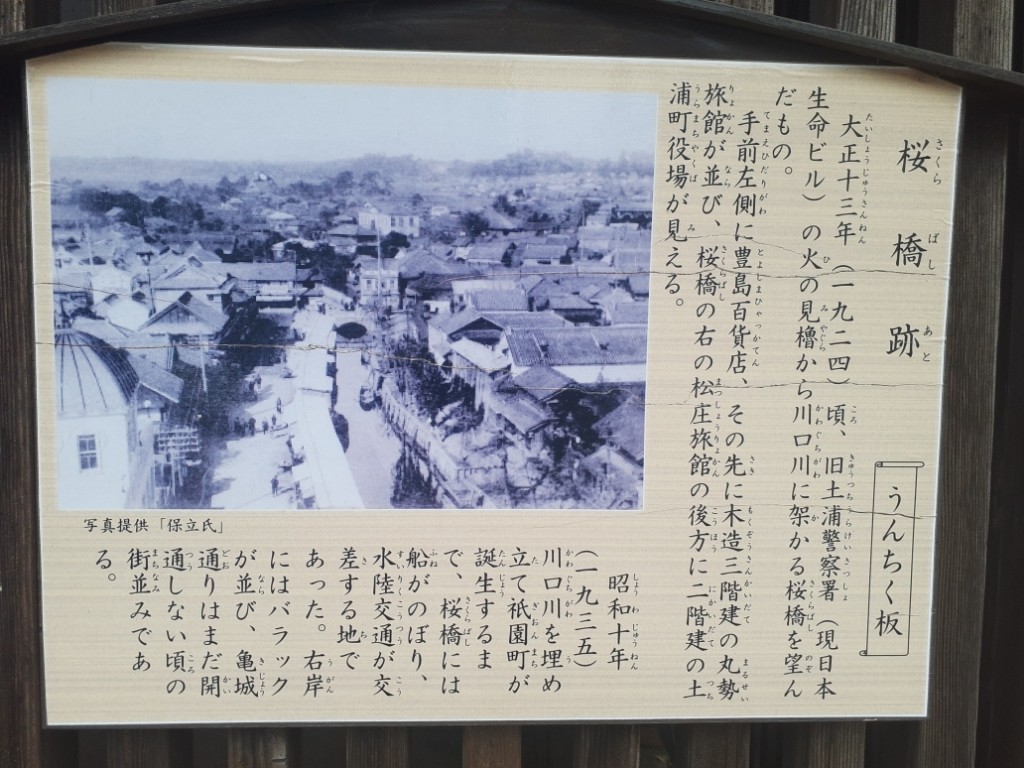 桜橋跡
うんちく板
大正十三年（一九二四）頃、旧土浦警察署（現日本
生命ビル）の火の見櫓から川口川に架かる桜橋を望ん
だもの。
手前左側に豊島百貨店、その先に木造三階建の丸勢
旅館が並び、桜橋の右の松庄旅館の後方に二階建の土
浦町役場が見える。
昭和十年
（一九三五）
川口川を埋め
立て祇園町が
誕生するま
で、桜橋には
船がのぼり、
水陸交通が交
差する地で
あった。右岸
にはバラック
が並び、亀城
通りはまだ開
通しない頃の
街並みであ
る。
写真提供「保立氏」